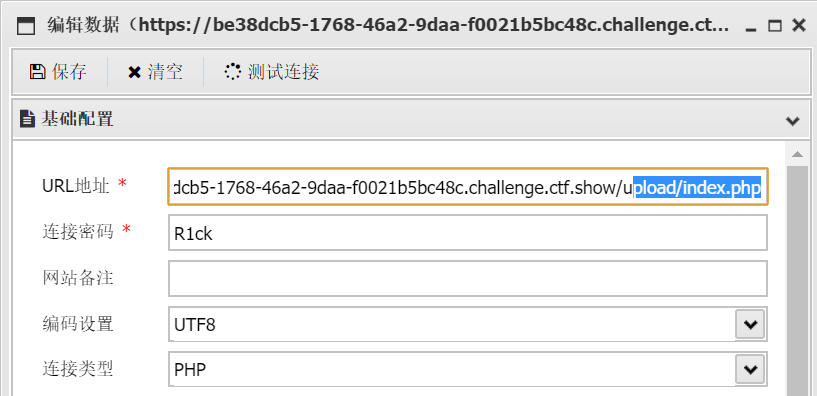 编辑数据（https://be38dcb5-1768-46a2-9daa-f0021b5bc48c.challenge.ctf...
保存 清空 测试连接
基础配置
URL地址 * dcb5-1768-46a2-9daa-f0021b5bc48c.challenge.ctf.show/upload/index.php
连接密码 * R1ck
网站备注
编码设置 UTF8
连接类型 PHP